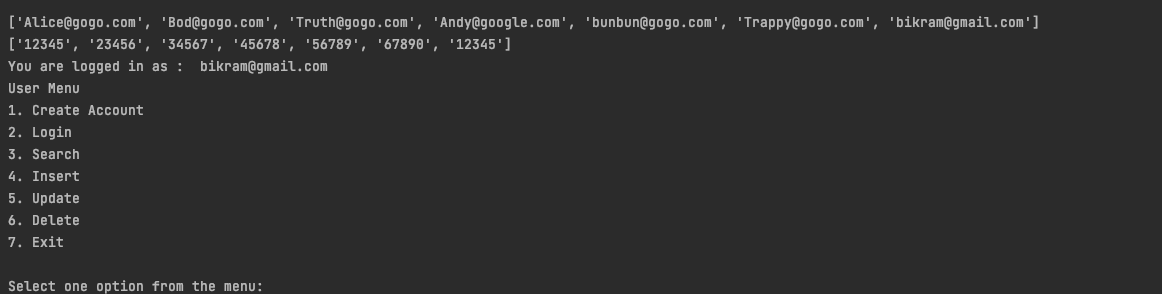 ['Alice@gogo.com', 'Bod@gogo.com', 'Truth@gogo.com', 'Andy@google.com', 'bunbun@gogo.com', 'Trappy@gogo.com', 'bikram@gmail.com']
['12345', '23456', '34567', '45678', '56789', '67890', '12345']
You are logged in as :  bikram@gmail.com
User Menu
1. Create Account
2. Login
3. Search
4. Insert
5. Update
6. Delete
7. Exit
Select one option from the menu: